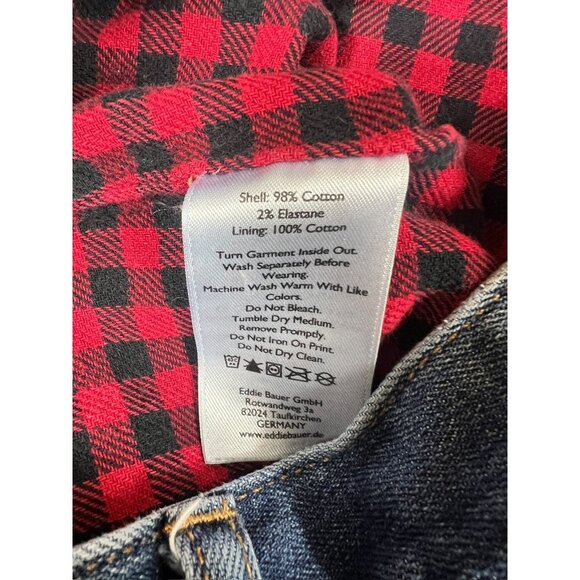 Shell: 98% Cotton
2% Elastane
Lining: 100% Cotton
Turn Garment Inside Out.
Wash Separately Before
Wearing.
Machine Wash Warm With Like
Colors.
Do Not Bleach.
Tumble Dry Medium.
Remove Promptly.
Do Not Iron On Print.
Do Not Dry Clean.
Eddie Bauer GmbH
Rotwandweg 3a
82024 Taufkirchen
GERMANY
www.eddiebauer.de